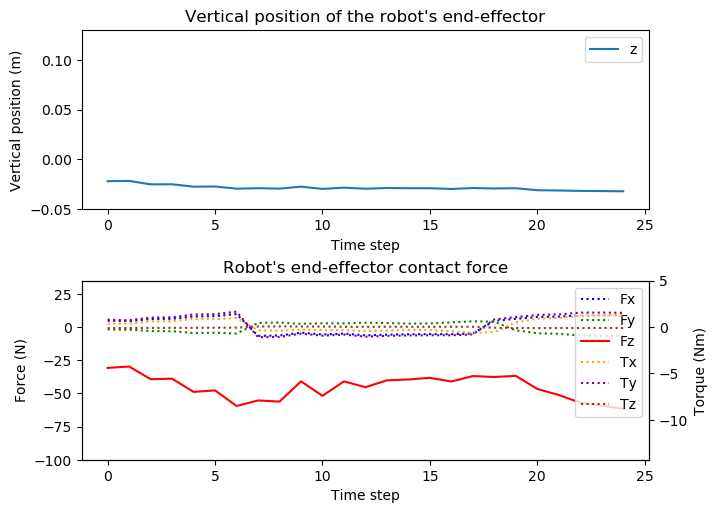 Vertical position of the robot's end-effector
Vertical position (m)
0.10
0.05
0.00
−0.05
z
0 5 10 15 20 25
Time step
Robot's end-effector contact force
Force (N)
25
0
−25
−50
−75
−100
Fx
Fy
Fz
Tx
Ty
Tz
5
0
−5
−10
Torque (Nm)
0 5 10 15 20 25
Time step